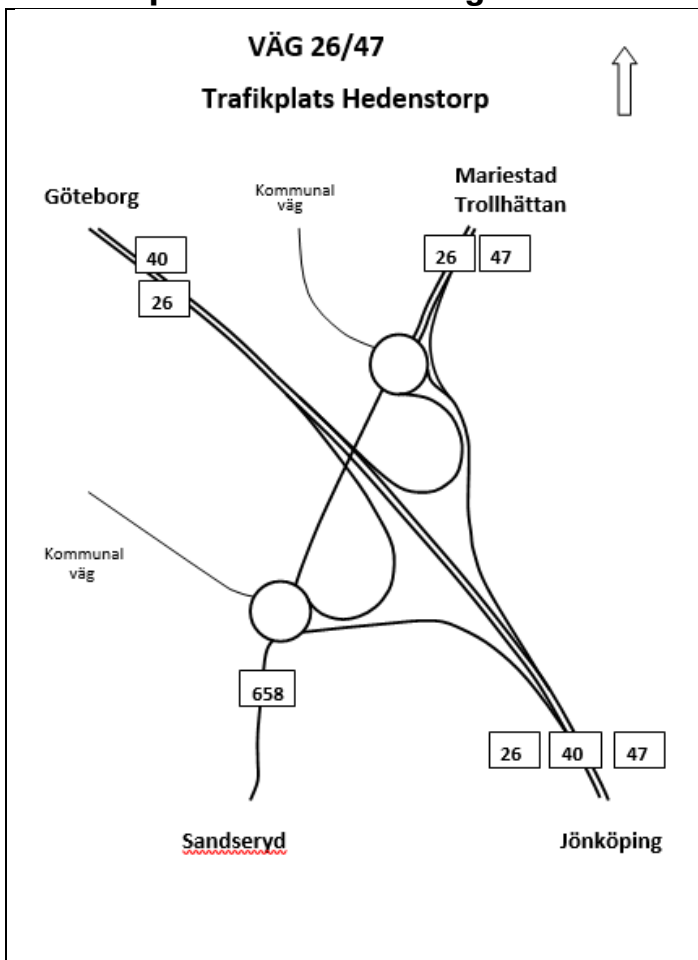 VÄG 26/47
Trafikplats Hedenstorp
Göteborg
Kommunal
väg
Mariestad
Trollhättan
40
26
26 47
Kommunal
väg
658
26 40 47
Sandseryd
Jönköping